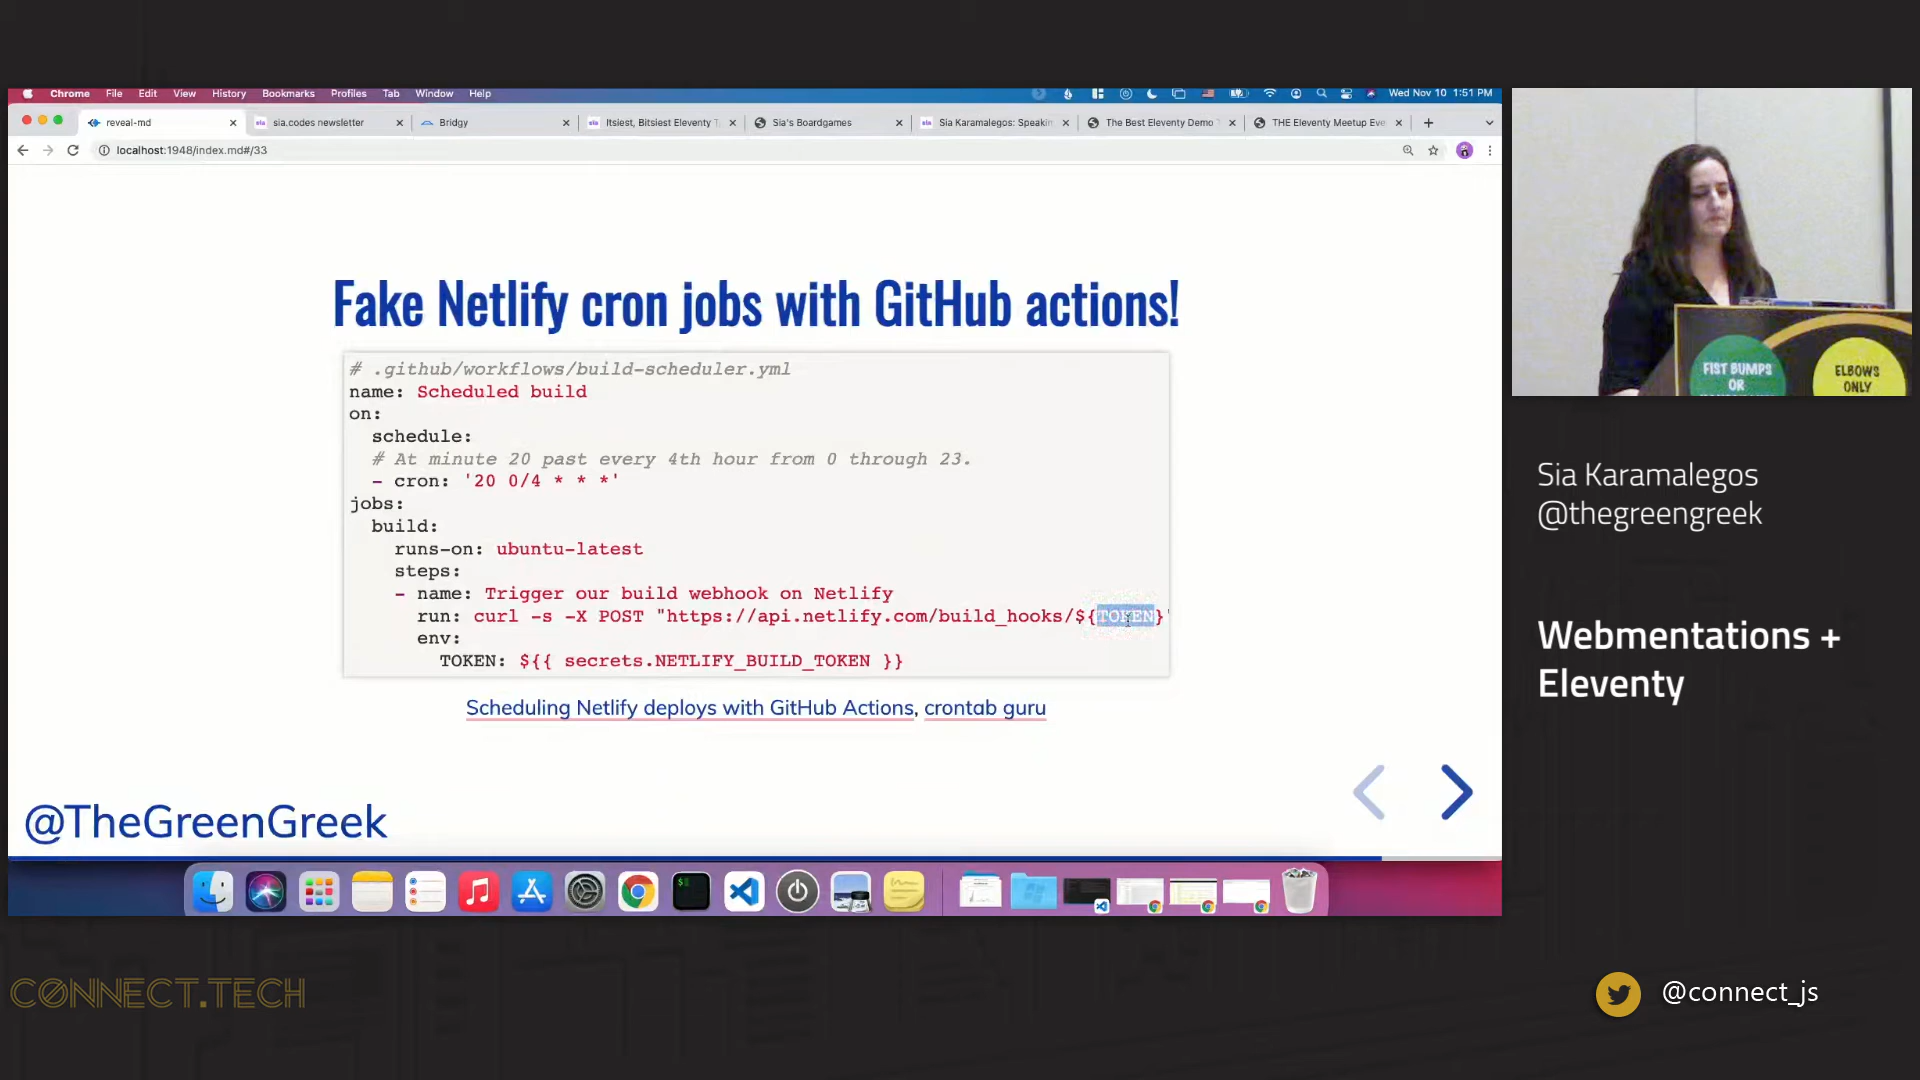 Chrome File Edit View History Bookmarks Profiles Tab Window Help
Wed Nov 10 1:51 PM
reveal-md
sia.codes newsletter
Bridgy
Itsiest, Bitsiest Eleventy T
Sia's Boardgames
Sia Karamalegos: Speakin
The Best Eleventy Demo
THE Eleventy Meetup Eve
localhost:1948/index.md#/33
Fake Netlify cron jobs with GitHub actions!
# .github/workflows/build-scheduler.yml
name: Scheduled build
on:
schedule:
# At minute 20 past every 4th hour from 0 through 23.
- cron: '20 0/4 * * *'
jobs:
build:
runs-on: ubuntu-latest
steps:
- name: Trigger our build webhook on Netlify
run: curl -s -X POST "https://api.netlify.com/build_hooks/${TOKEN}"
env:
TOKEN: ${{ secrets.NETLIFY_BUILD_TOKEN }}
Scheduling Netlify deploys with GitHub Actions, crontab guru
@TheGreenGreek
FIST BUMPS
OR
ELBOWS
ONLY
Sia Karamalegos
@thegreengreek
Webmentations +
Eleventy
CONNECT.TECH
@connect_js